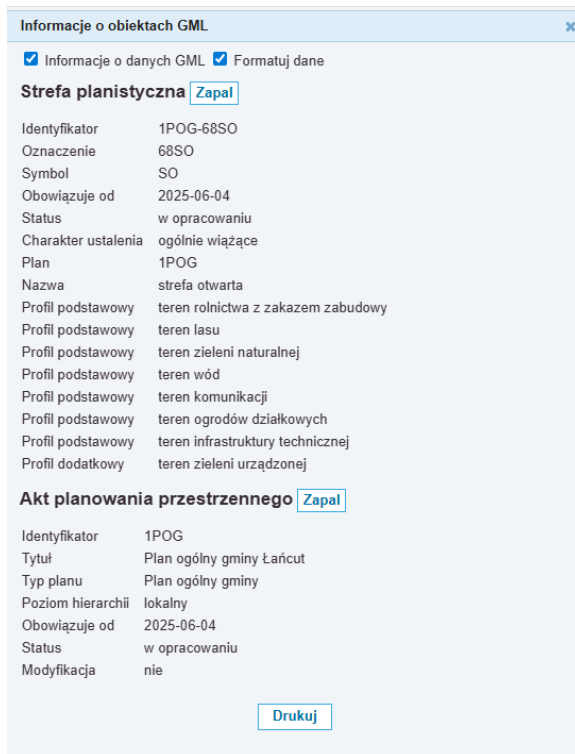 Informacje o obiektach GML
Informacje o danych GML Formatuj dane
Strefa planistyczna Zapal
Identyfikator 1POG-68SO
Oznaczenie 68SO
Symbol SO
Obowiązuje od 2025-06-04
Status w opracowaniu
Charakter ustalenia ogólnie wiążące
Plan 1POG
Nazwa strefa otwarta
Profil podstawowy teren rolnictwa z zakazem zabudowy
Profil podstawowy teren lasu
Profil podstawowy teren zieleni naturalnej
Profil podstawowy teren wód
Profil podstawowy teren komunikacji
Profil podstawowy teren ogrodów działkowych
Profil podstawowy teren infrastruktury technicznej
Profil dodatkowy teren zieleni urządzonej
Akt planowania przestrzennego Zapal
Identyfikator 1POG
Tytuł Plan ogólny gminy Łańcut
Typ planu Plan ogólny gminy
Poziom hierarchii lokalny
Obowiązuje od 2025-06-04
Status w opracowaniu
Modyfikacja nie
Drukuj